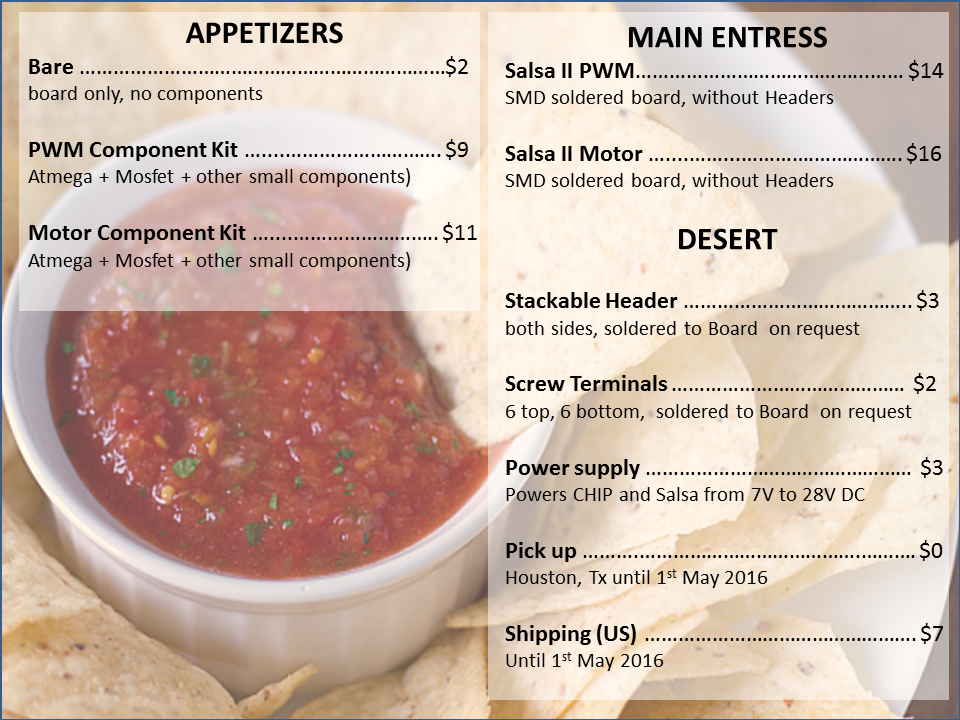 APPETIZERS
Bare ……………………………………………………………$2
board only, no components
PWM Component Kit ………………………………. $9
Atmega + Mosfet + other small components)
Motor Component Kit …………………………….. $11
Atmega + Mosfet + other small components)
MAIN ENTRESS
Salsa II PWM…………………………………………… $14
SMD soldered board, without Headers
Salsa II Motor ………………………………………… $16
SMD soldered board, without Headers
DESERT
Stackable Header …………………………………….. $3
both sides, soldered to Board  on request
Screw Terminals …………………………………… $2
6 top, 6 bottom,  soldered to Board  on request
Power supply …………………………………………. $3
Powers CHIP and Salsa from 7V to 28V DC
Pick up ……………………………………………………. $0
Houston, Tx until 1st May 2016
Shipping (US) …………………………………………. $7
Until 1st May 2016